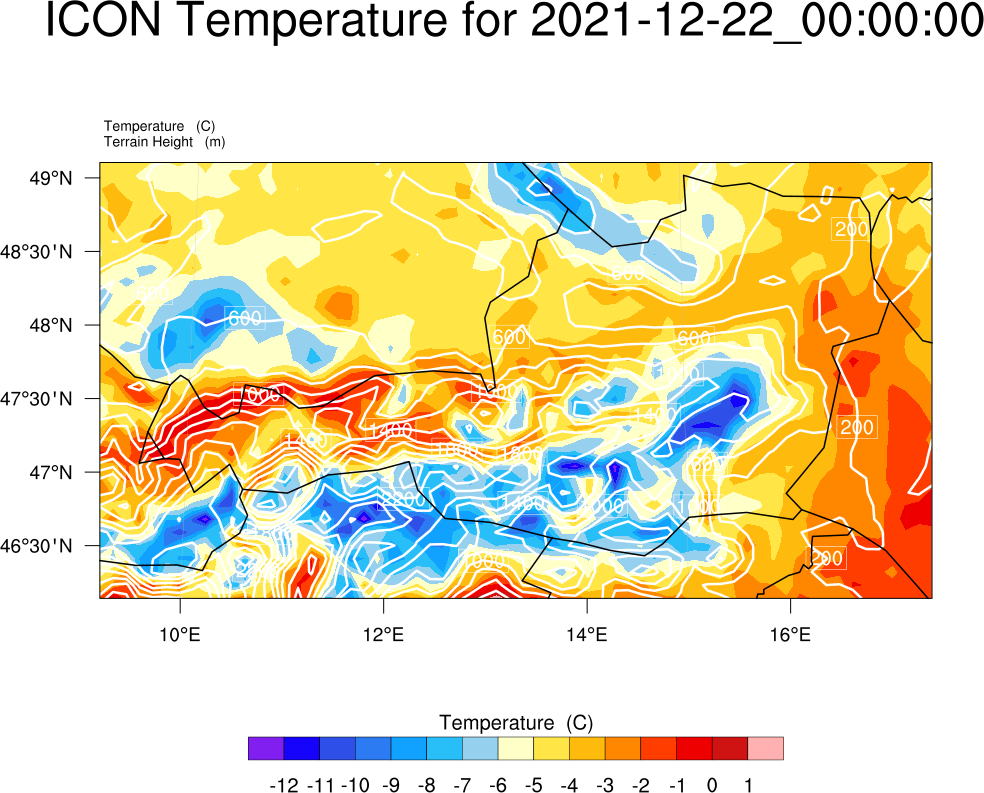 ICON Temperature for 2021-12-22_00:00:00
Temperature (C)
Terrain Height (m)
49°N
48°30'N
48°N
47°30'N
47°N
46°30'N
200
600
600
600
600
1000
1400
1400
1400
200
2200
1400
1000
200
10°E 12°E 14°E 16°E
Temperature (C)
-12 -11 -10 -9 -8 -7 -6 -5 -4 -3 -2 -1 0 1